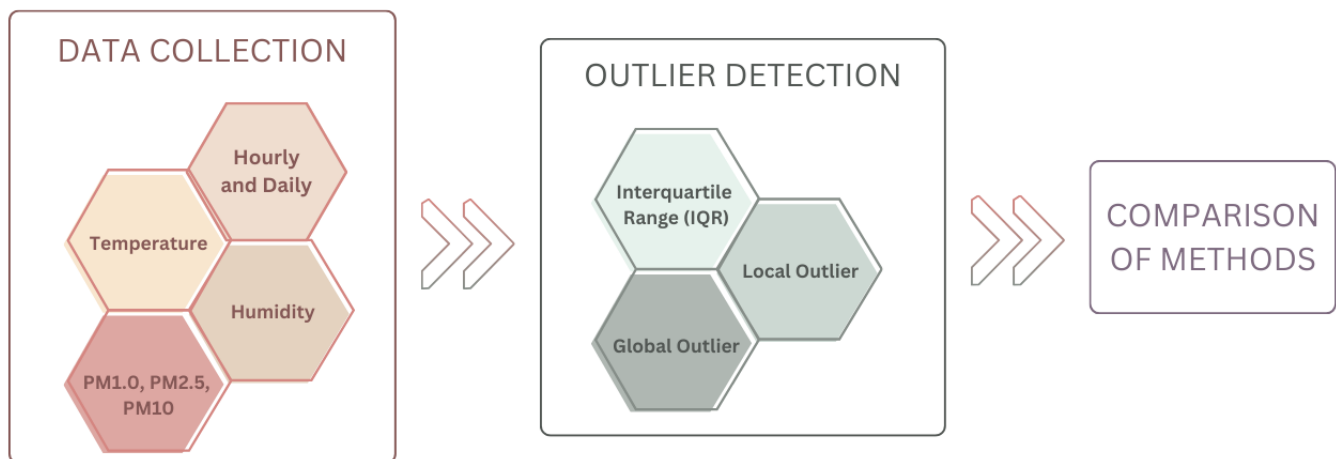 DATA COLLECTION
Hourly
and Daily
Temperature
Humidity
PM1.0, PM2.5,
PM10
OUTLIER DETECTION
Interquartile
Range (IQR)
Local Outlier
Global Outlier
COMPARISON
OF METHODS